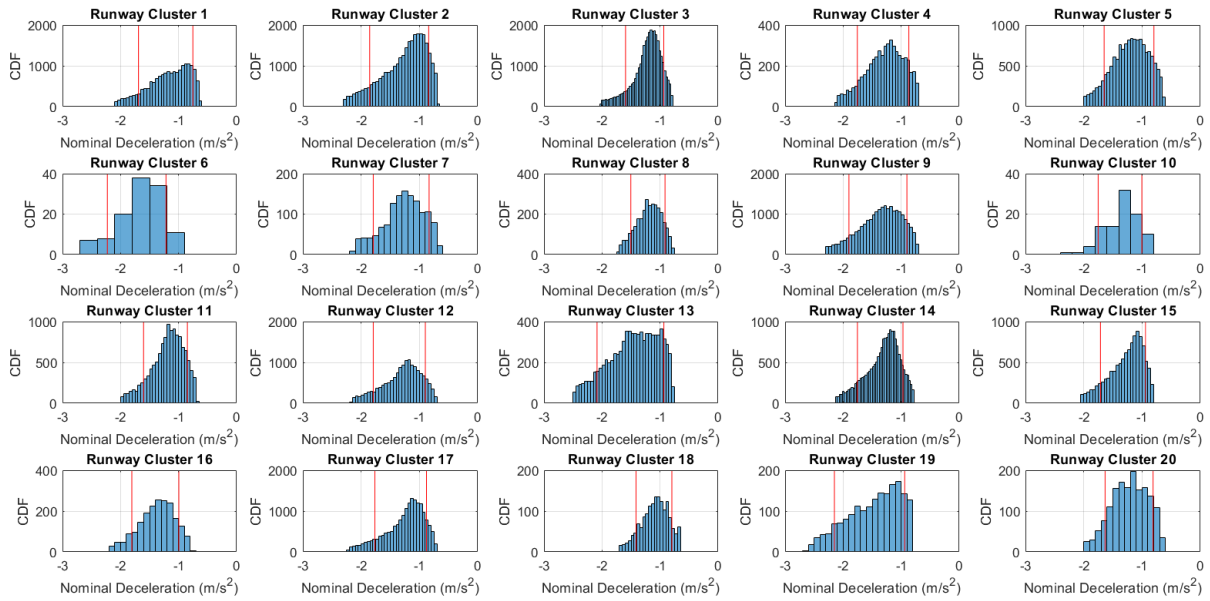 Runway Cluster 1
2000
1000
0
CDF
-3 -2 -1 0
Nominal Deceleration (m/s²)
Runway Cluster 2
2000
1000
0
CDF
-3 -2 -1 0
Nominal Deceleration (m/s²)
Runway Cluster 3
2000
1000
0
CDF
-3 -2 -1 0
Nominal Deceleration (m/s²)
Runway Cluster 4
400
200
0
CDF
-3 -2 -1 0
Nominal Deceleration (m/s²)
Runway Cluster 5
1000
500
0
CDF
-3 -2 -1 0
Nominal Deceleration (m/s²)
Runway Cluster 6
40
20
0
CDF
-3 -2 -1 0
Nominal Deceleration (m/s²)
Runway Cluster 7
200
100
0
CDF
-3 -2 -1 0
Nominal Deceleration (m/s²)
Runway Cluster 8
400
200
0
CDF
-3 -2 -1 0
Nominal Deceleration (m/s²)
Runway Cluster 9
2000
1000
0
CDF
-3 -2 -1 0
Nominal Deceleration (m/s²)
Runway Cluster 10
40
20
0
CDF
-3 -2 -1 0
Nominal Deceleration (m/s²)
Runway Cluster 11
1000
500
0
CDF
-3 -2 -1 0
Nominal Deceleration (m/s²)
Runway Cluster 12
2000
1000
0
CDF
-3 -2 -1 0
Nominal Deceleration (m/s²)
Runway Cluster 13
400
200
0
CDF
-3 -2 -1 0
Nominal Deceleration (m/s²)
Runway Cluster 14
1000
500
0
CDF
-3 -2 -1 0
Nominal Deceleration (m/s²)
Runway Cluster 15
1000
500
0
CDF
-3 -2 -1 0
Nominal Deceleration (m/s²)
Runway Cluster 16
400
200
0
CDF
-3 -2 -1 0
Nominal Deceleration (m/s²)
Runway Cluster 17
2000
1000
0
CDF
-3 -2 -1 0
Nominal Deceleration (m/s²)
Runway Cluster 18
200
100
0
CDF
-3 -2 -1 0
Nominal Deceleration (m/s²)
Runway Cluster 19
200
100
0
CDF
-3 -2 -1 0
Nominal Deceleration (m/s²)
Runway Cluster 20
200
100
0
CDF
-3 -2 -1 0
Nominal Deceleration (m/s²)